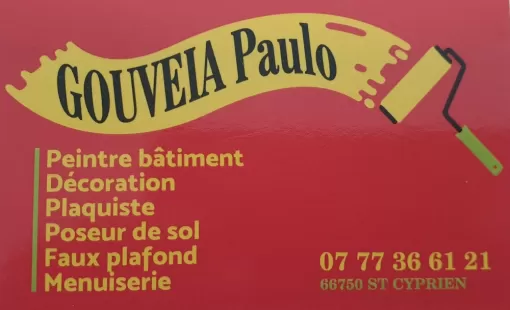 GOUVEIA Paulo
Peintre bâtiment
Décoration
Plaquiste
Poseur de sol
Faux plafond
Menuiserie
07 77 36 61 21
66750 ST CYPRIEN